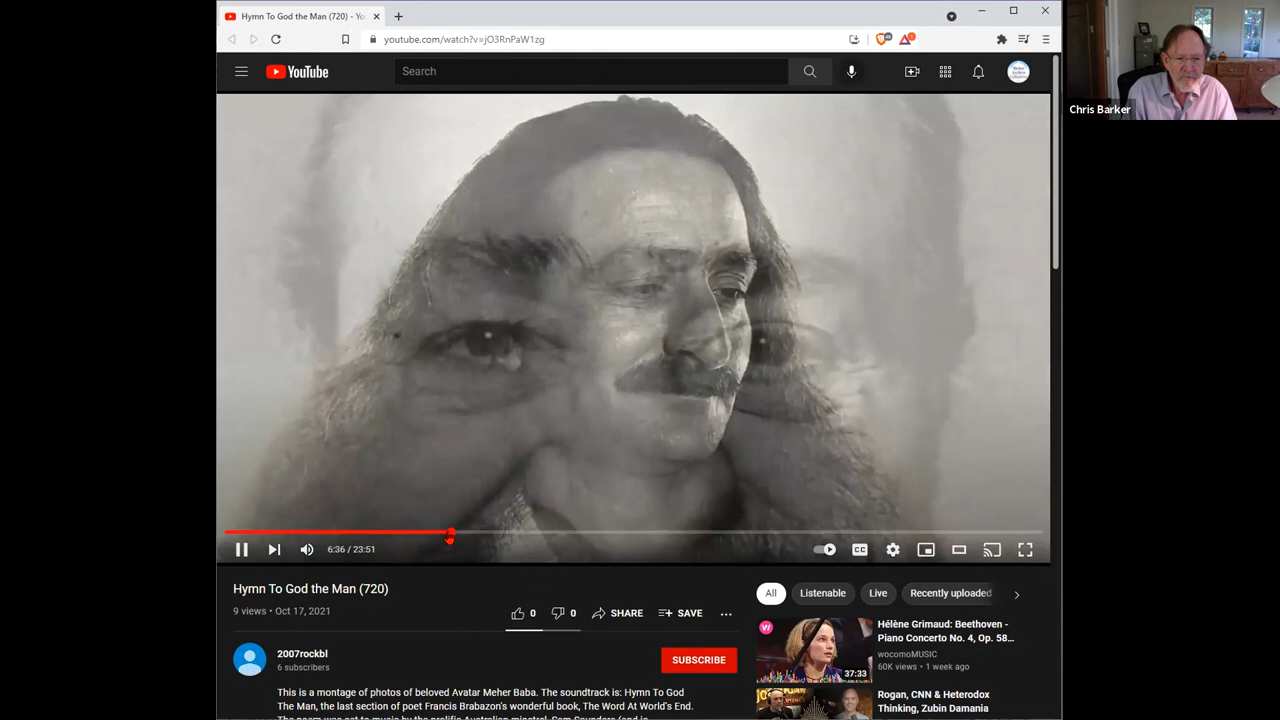 Hymn To God the Man (720) - Yo
youtube.com/watch?v=jO3RnPaW1zg
YouTube
Search
Chris Barker
6:36 / 23:51
CC
Hymn To God the Man (720)
9 views • Oct 17, 2021
0
0
SHARE
SAVE
All
Listenable
Live
Recently uploaded
2007rockbl
6 subscribers
SUBSCRIBE
This is a montage of photos of beloved Avatar Meher Baba. The soundtrack is: Hymn To God
The Man, the last section of poet Francis Brabazon's wonderful book, The Word At World's End.
Hélène Grimaud: Beethoven -
Piano Concerto No. 4, Op. 58...
wocomoMUSIC
60K views • 1 week ago
37:33
Rogan, CNN & Heterodox
Thinking, Zubin Damania